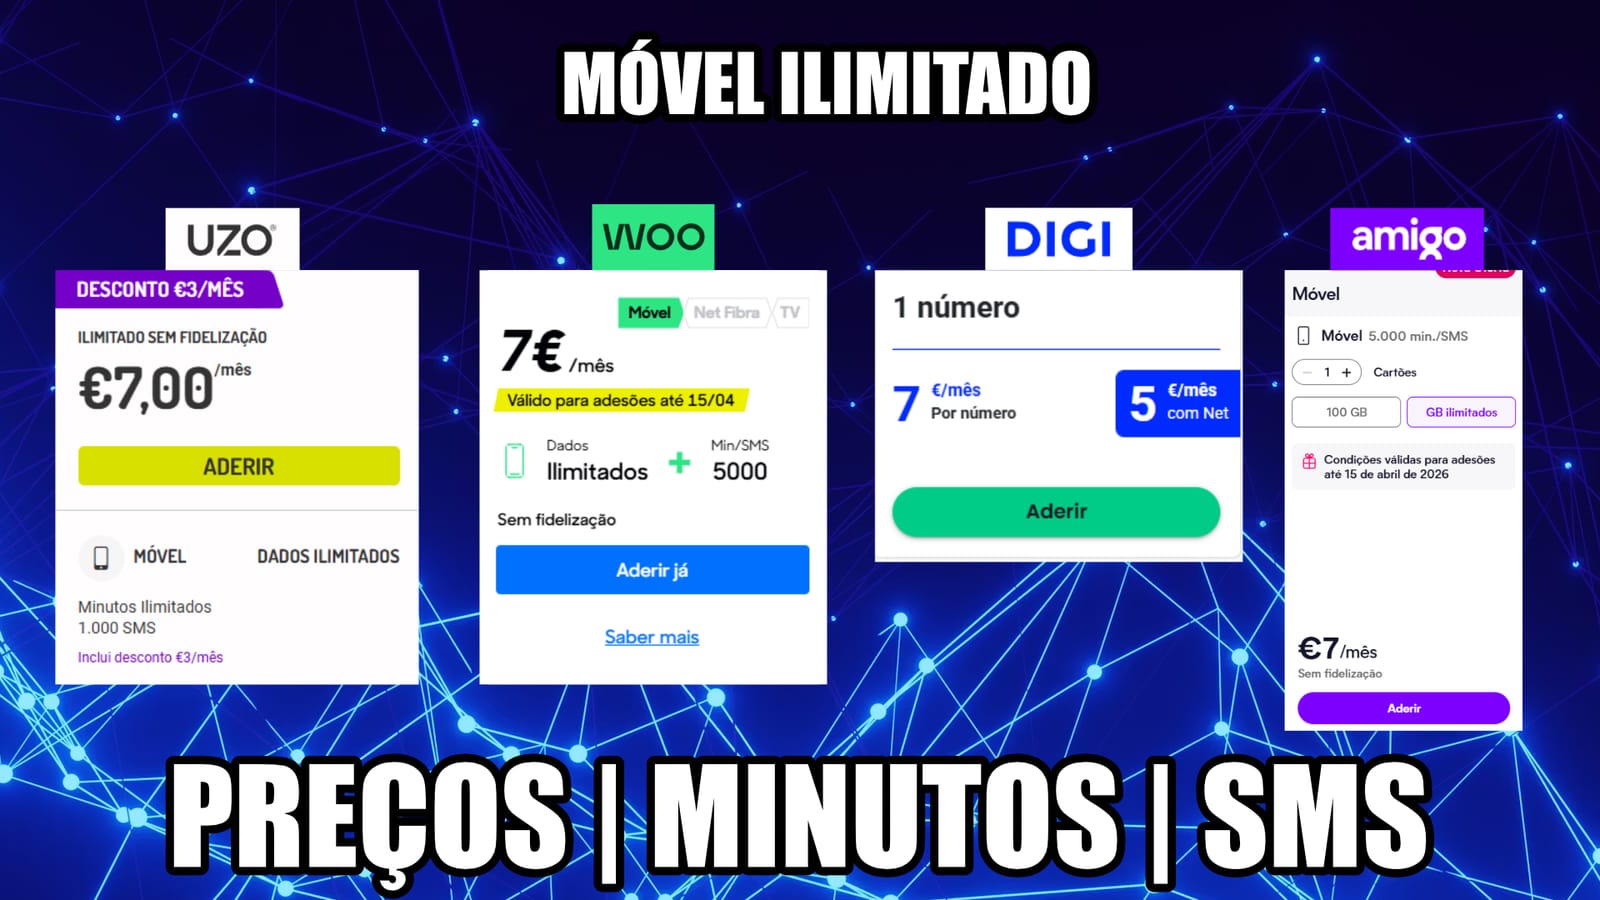 MÓVEL ILIMITADO
UZO®
DESCONTO €3/MÊS
ILIMITADO SEM FIDELIZAÇÃO
€7,00/mês
ADERIR
MÓVEL DADOS ILIMITADOS
Minutos Ilimitados
1.000 SMS
Inclui desconto €3/mês
WOO
Móvel Net Fibra TV
7€/mês
Válido para adesões até 15/04
Dados Min/SMS
Ilimitados + 5000
Sem fidelização
Aderir já
Saber mais
DIGI
1 número
7 €/mês
Por número
5 €/mês
com Net
Aderir
amigo
Móvel
Móvel 5.000 min./SMS
− 1 + Cartões
100 GB GB ilimitados
Condições válidas para adesões
até 15 de abril de 2026
€7/mês
Sem fidelização
Aderir
PREÇOS | MINUTOS | SMS